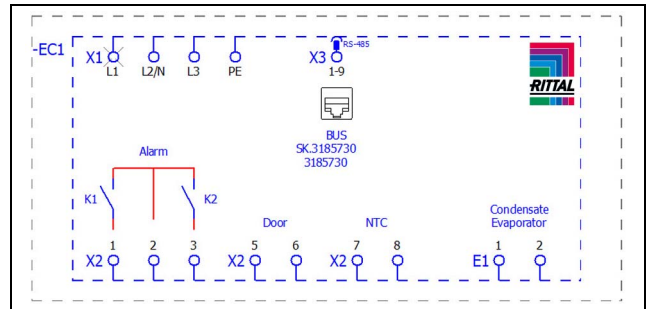 -EC1
X1
L1
L2/N
L3
PE
X3
RS-485
1-9
RITTAL
BUS
SK.3185730
3185730
Alarm
K1
K2
Door
NTC
Condensate
Evaporator
X2
1
2
3
X2
5
6
X2
7
8
E1
1
2